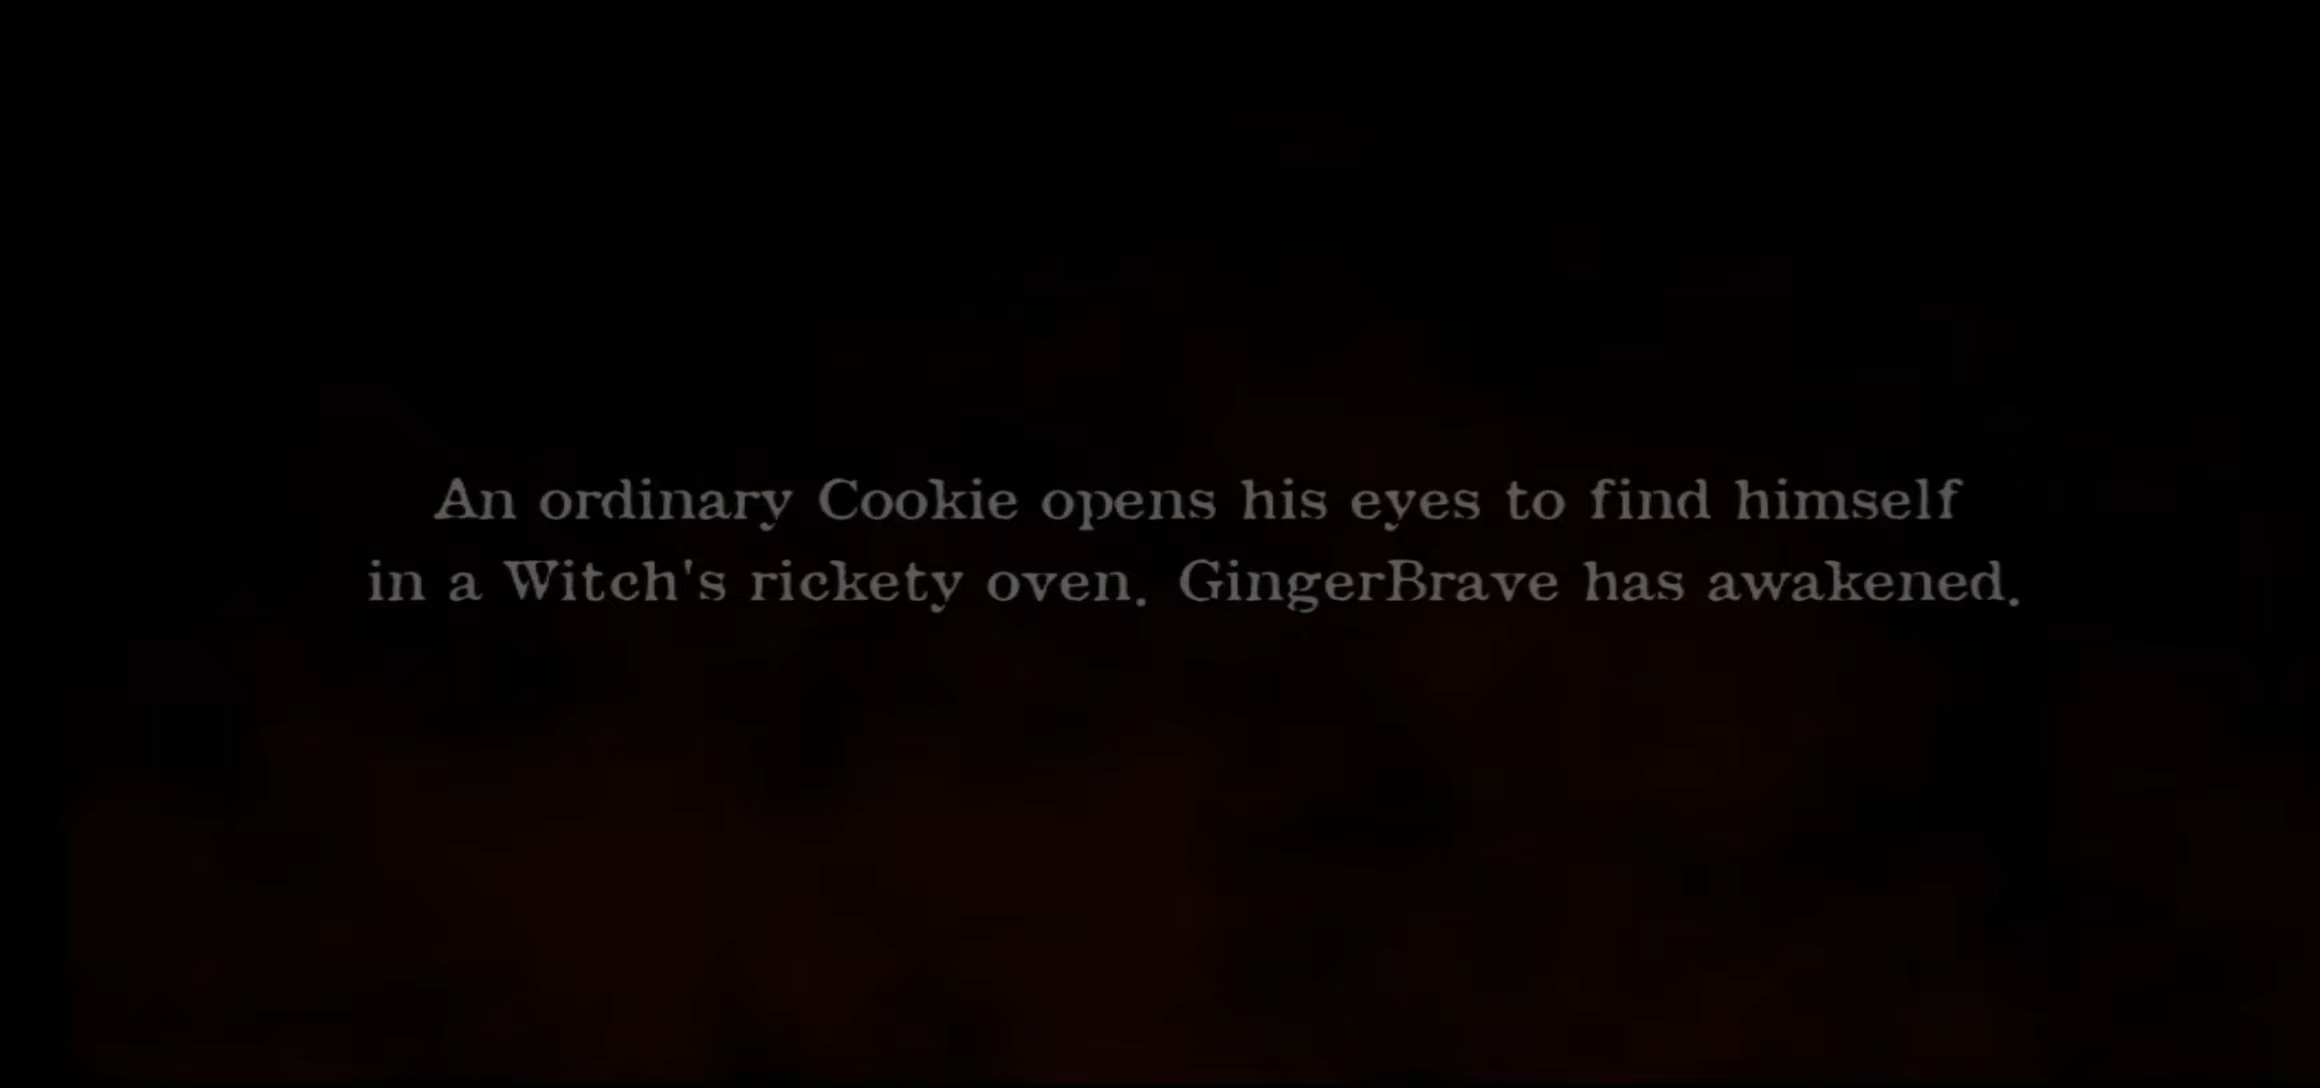 An ordinary Cookie opens his eyes to find himself
in a Witch's rickety oven. GingerBrave has awakened.